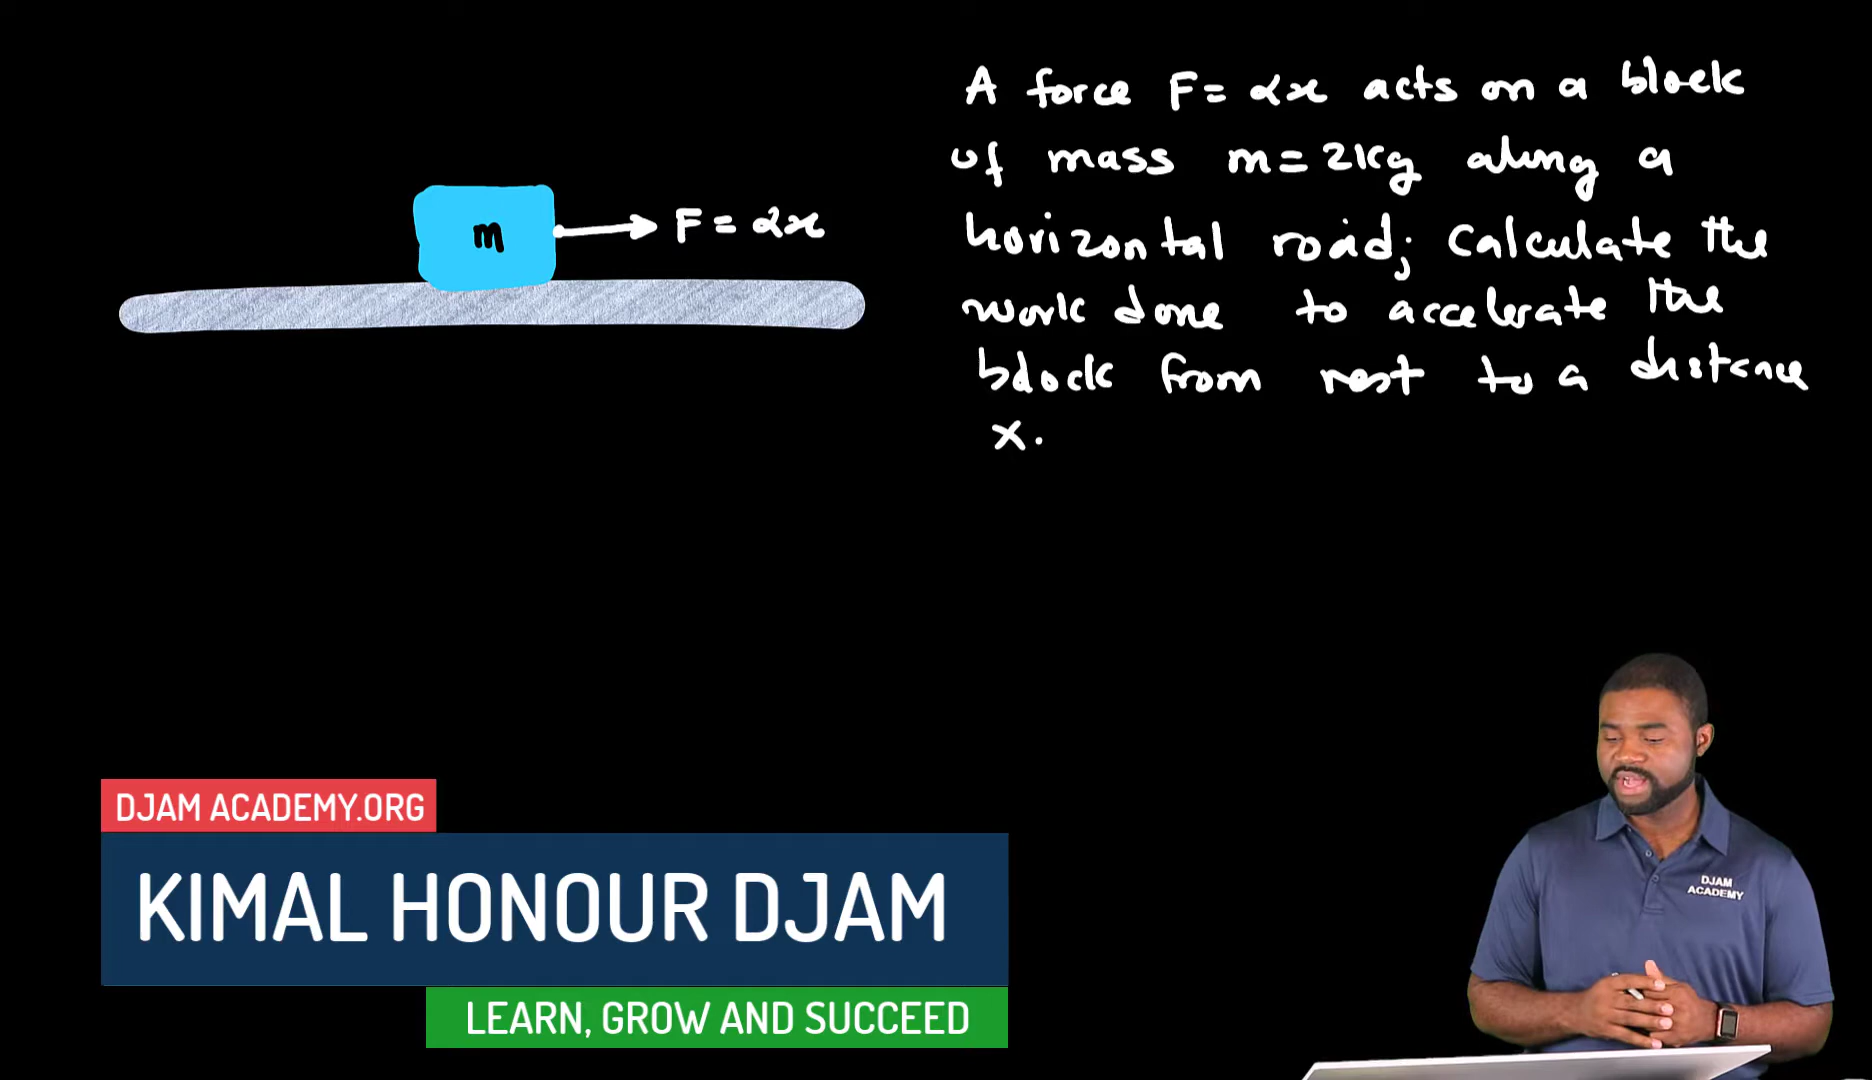 A force F = αx acts on a block
of mass m = 2kg along a
horizontal road; Calculate the
work done to accelerate the
block from rest to a distance
x.
m
F = αx
DJAM ACADEMY.ORG
KIMAL HONOUR DJAM
LEARN, GROW AND SUCCEED
DJAM
ACADEMY